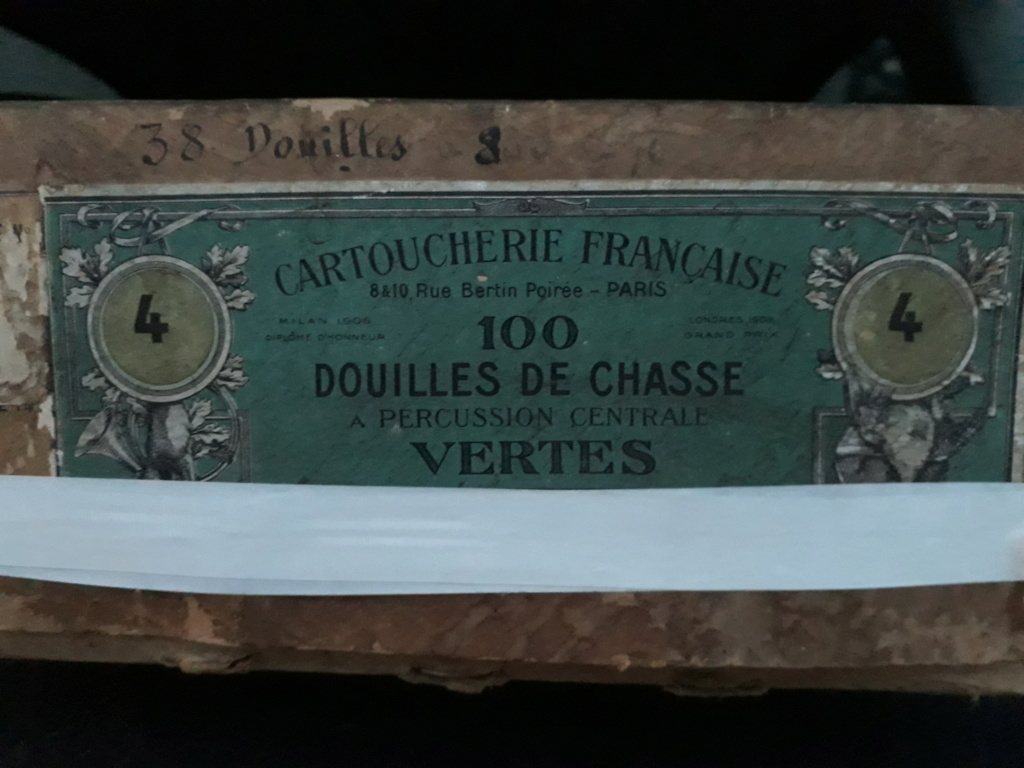 38 Douilles 8
CARTOUCHERIE FRANÇAISE
8&10, Rue Bertin Poirée - PARIS
4
4
MILAN 1906
DIPLÔME D'HONNEUR
100
LONDRES 1908
GRAND PRIX
DOUILLES DE CHASSE
A PERCUSSION CENTRALE
VERTES